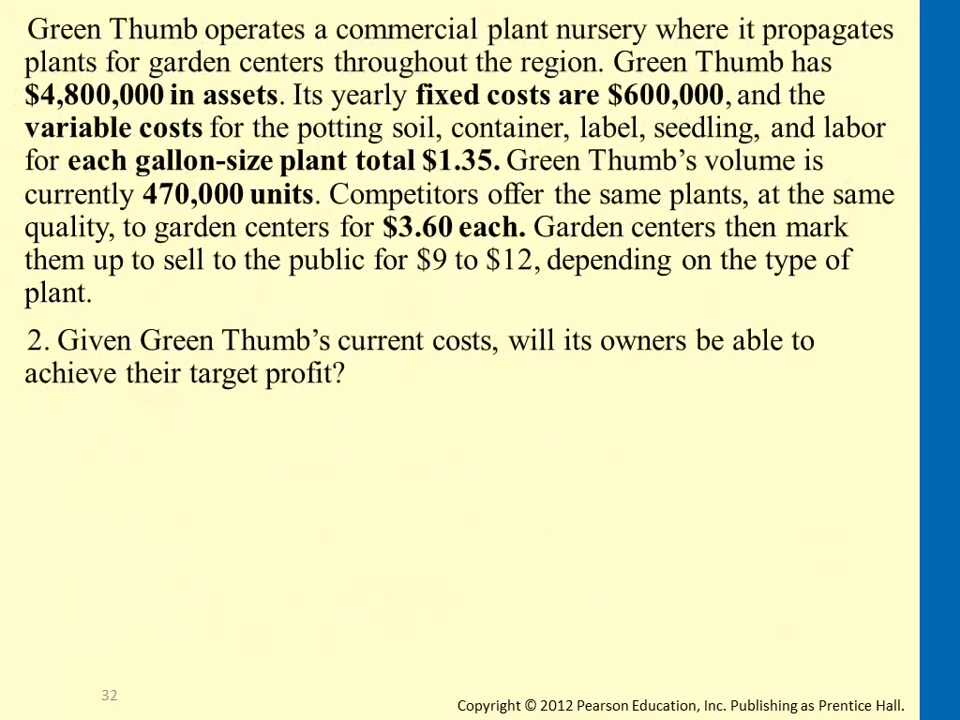 Green Thumb operates a commercial plant nursery where it propagates
plants for garden centers throughout the region. Green Thumb has
$4,800,000 in assets. Its yearly fixed costs are $600,000, and the
variable costs for the potting soil, container, label, seedling, and labor
for each gallon-size plant total $1.35. Green Thumb’s volume is
currently 470,000 units. Competitors offer the same plants, at the same
quality, to garden centers for $3.60 each. Garden centers then mark
them up to sell to the public for $9 to $12, depending on the type of
plant.
2. Given Green Thumb’s current costs, will its owners be able to
achieve their target profit?
32
Copyright © 2012 Pearson Education, Inc. Publishing as Prentice Hall.